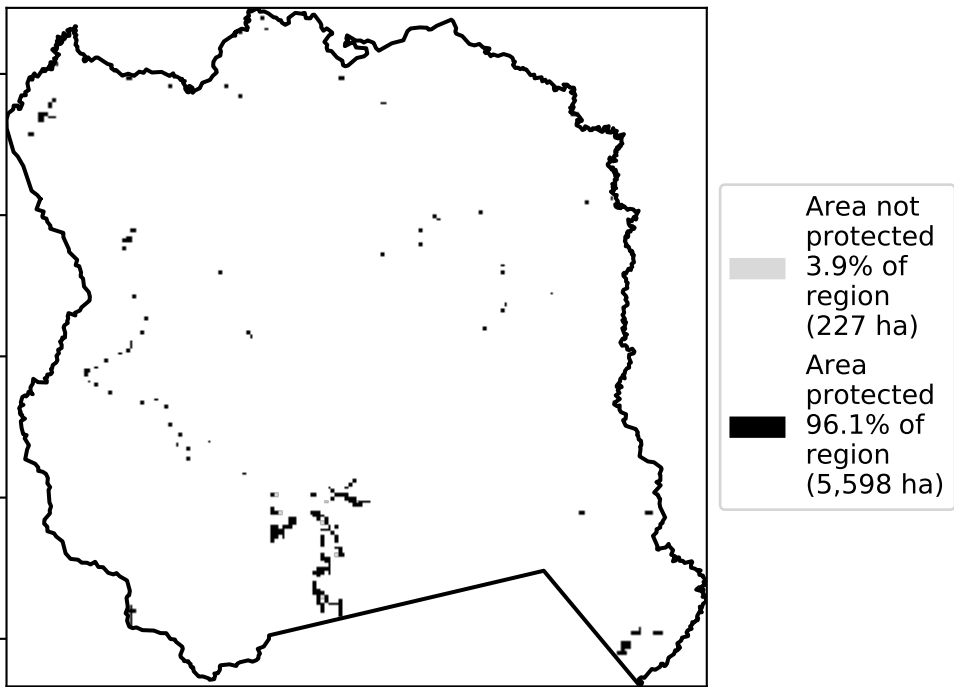 Area not
protected
3.9% of
region
(227 ha)
Area
protected
96.1% of
region
(5,598 ha)